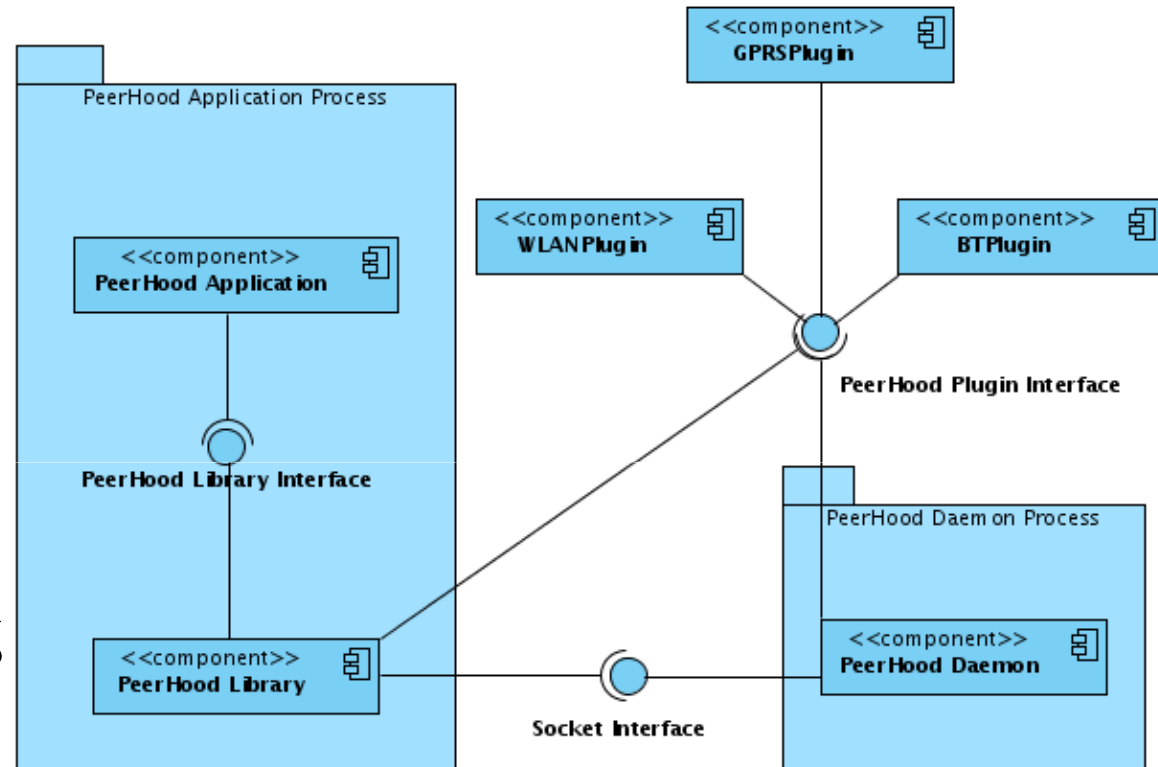 <<component>>
GPRSPlugin
PeerHood Application Process
<<component>>
WLANPlugin
<<component>>
BTPlugin
<<component>>
PeerHood Application
PeerHood Plugin Interface
PeerHood Library Interface
PeerHood Daemon Process
<<component>>
PeerHood Library
<<component>>
PeerHood Daemon
Socket Interface